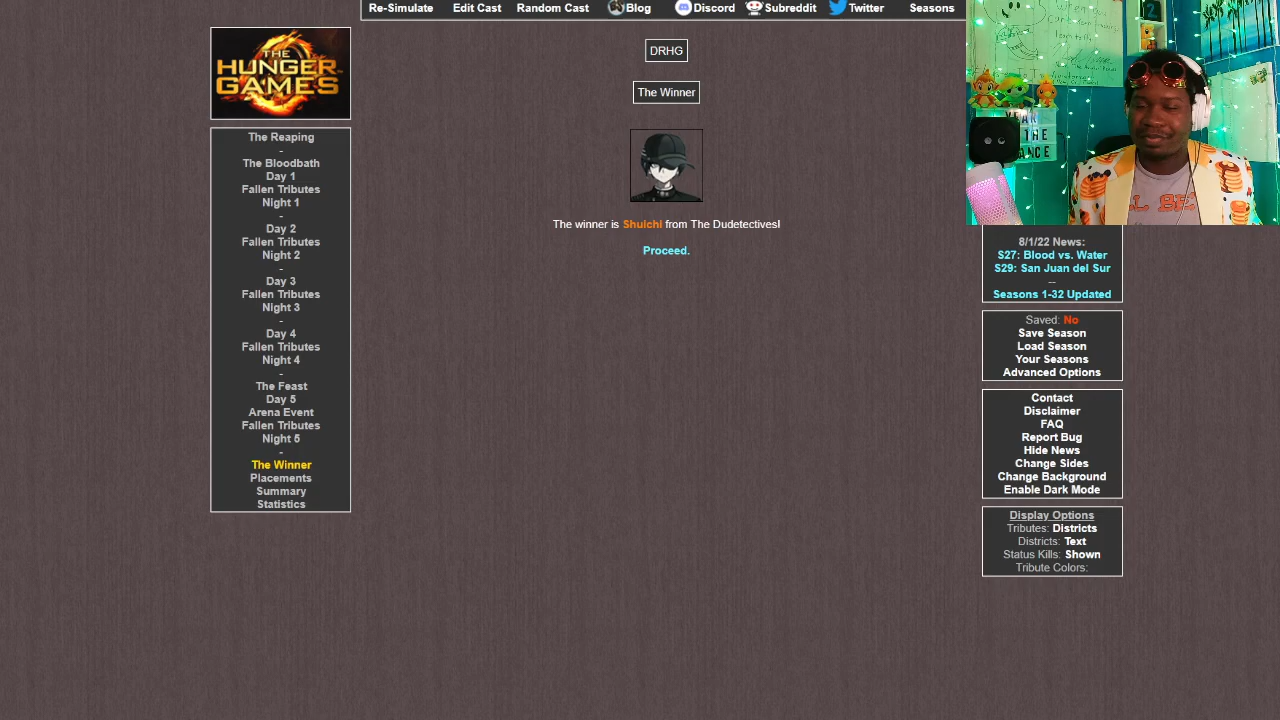 Re-Simulate Edit Cast Random Cast Blog Discord Subreddit Twitter Seasons
THE
HUNGER
GAMES
The Reaping
-
The Bloodbath
Day 1
Fallen Tributes
Night 1
-
Day 2
Fallen Tributes
Night 2
-
Day 3
Fallen Tributes
Night 3
-
Day 4
Fallen Tributes
Night 4
-
The Feast
Day 5
Arena Event
Fallen Tributes
Night 5
-
The Winner
Placements
Summary
Statistics
DRHG
The Winner
The winner is Shuichi from The Dudetectives!
Proceed.
THE
8/1/22 News:
S27: Blood vs. Water
S29: San Juan del Sur
--
Seasons 1-32 Updated
Saved: No
Save Season
Load Season
Your Seasons
Advanced Options
Contact
Disclaimer
FAQ
Report Bug
Hide News
Change Sides
Change Background
Enable Dark Mode
Display Options
Tributes: Districts
Districts: Text
Status Kills: Shown
Tribute Colors: